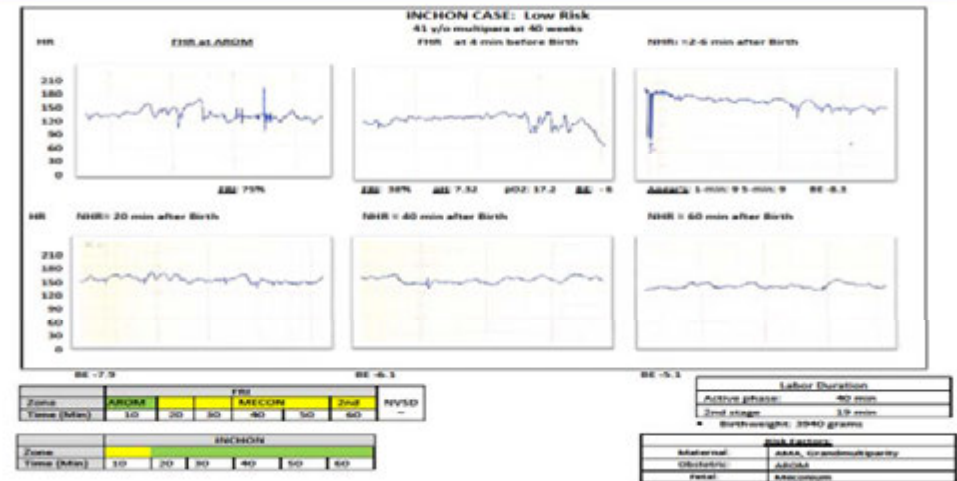 INCHON CASE: Low Risk
41 y/o multipara at 40 weeks
HR FHR at AROM FHR at 4 min before Birth NHR: =2-6 min after Birth
210
180
150
120
90
60
30
0
FRI: 75% FRI: 38% pH: 7.32 pO2: 17.2 BE: -6 Apgar's: 1-min: 9 5-min: 9 BE -8.3
HR NHR= 20 min after Birth NHR = 40 min after Birth NHR = 60 min after Birth
210
180
150
120
90
60
30
0
BE -7.9 BE -6.1 BE -5.1
FRI
Zone AROM MECON 2nd NVSD
Time (Min) 10 20 30 40 50 60
INCHON
Zone
Time (Min) 10 20 30 40 50 60
Labor Duration
Active phase: 40 min
2nd stage 19 min
• Birthweight: 3940 grams
Risk Factors
Maternal: AMA, Grandmultiparity
Obstetric: AROM
Fetal: Meconium